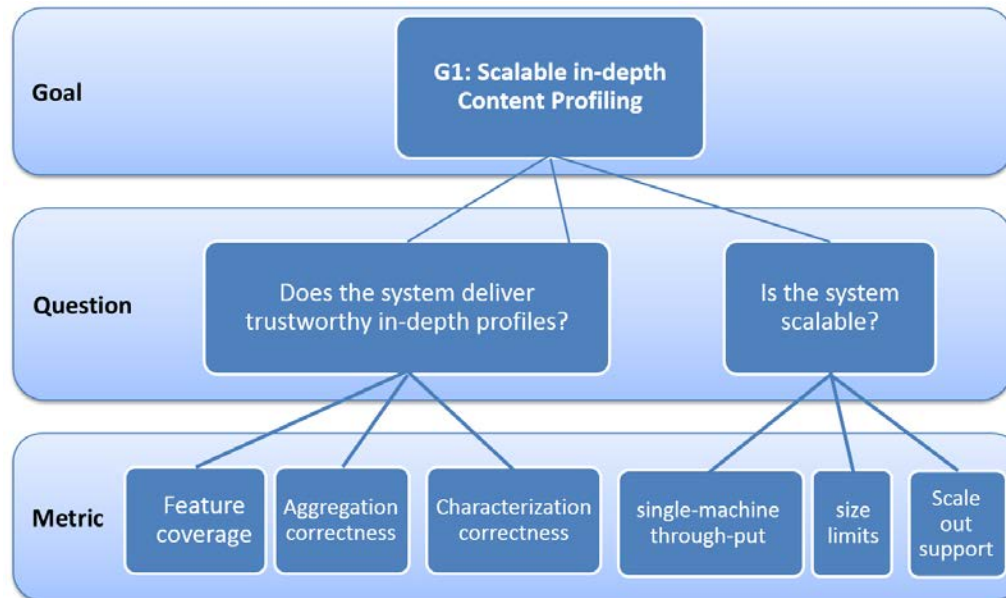 Goal
G1: Scalable in-depth
Content Profiling
Question
Does the system deliver
trustworthy in-depth profiles?
Is the system
scalable?
Metric
Feature
coverage
Aggregation
correctness
Characterization
correctness
single-machine
through-put
size
limits
Scale
out
support